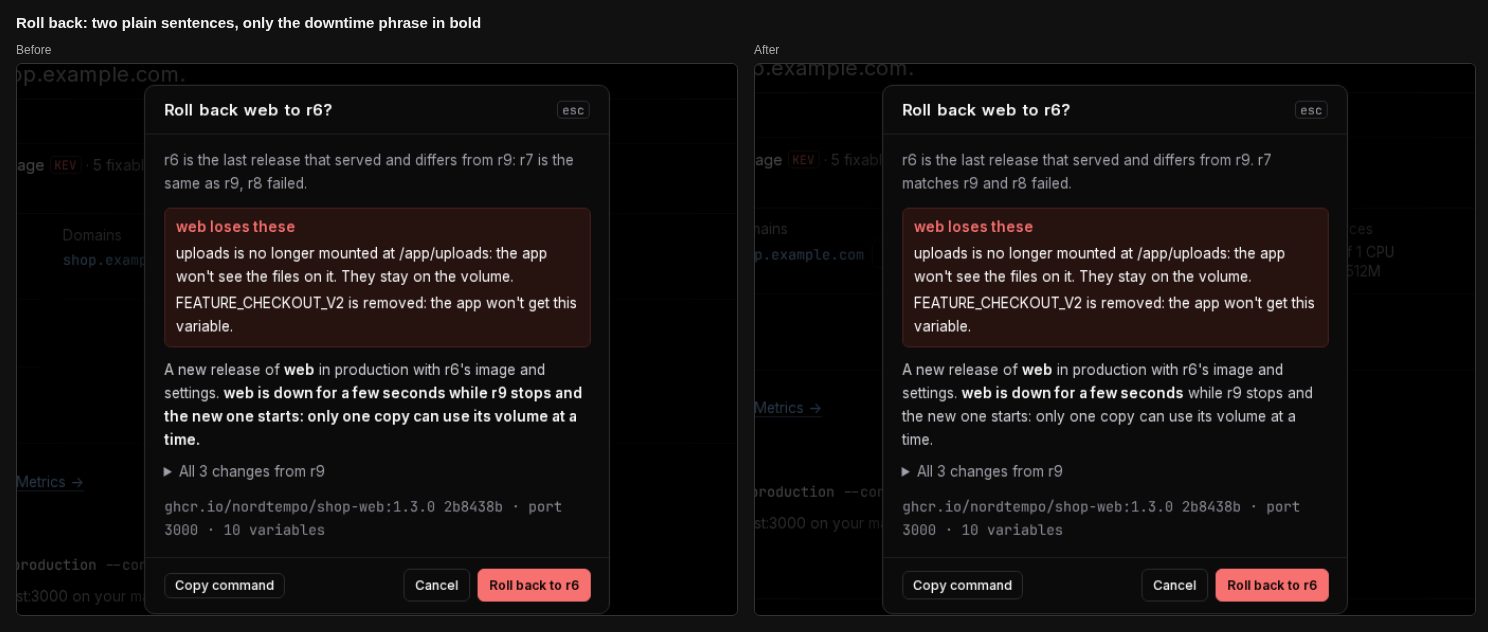 Roll back: two plain sentences, only the downtime phrase in bold
Before
op.example.com.
Roll back web to r6?
esc
age KEV · 5 fixabl
r6 is the last release that served and differs from r9: r7 is the
same as r9, r8 failed.
Domains
shop.examp
web loses these
uploads is no longer mounted at /app/uploads: the app
won't see the files on it. They stay on the volume.
FEATURE_CHECKOUT_V2 is removed: the app won't get this
variable.
A new release of web in production with r6's image and
settings. web is down for a few seconds while r9 stops and
the new one starts: only one copy can use its volume at a
time.
▶ All 3 changes from r9
Metrics →
ghcr.io/nordtempo/shop-web:1.3.0 2b8438b · port
3000 · 10 variables
production --con
st:3000 on your ma
Copy command
Cancel
Roll back to r6
After
p.example.com.
Roll back web to r6?
esc
age KEV · 5 fixabl
r6 is the last release that served and differs from r9. r7
matches r9 and r8 failed.
mains
p.example.com
ces
f 1 CPU
512M
web loses these
uploads is no longer mounted at /app/uploads: the app
won't see the files on it. They stay on the volume.
FEATURE_CHECKOUT_V2 is removed: the app won't get this
variable.
A new release of web in production with r6's image and
settings. web is down for a few seconds while r9 stops and
the new one starts: only one copy can use its volume at a
time.
Metrics →
▶ All 3 changes from r9
ghcr.io/nordtempo/shop-web:1.3.0 2b8438b · port
3000 · 10 variables
production --con
st:3000 on your ma
Copy command
Cancel
Roll back to r6